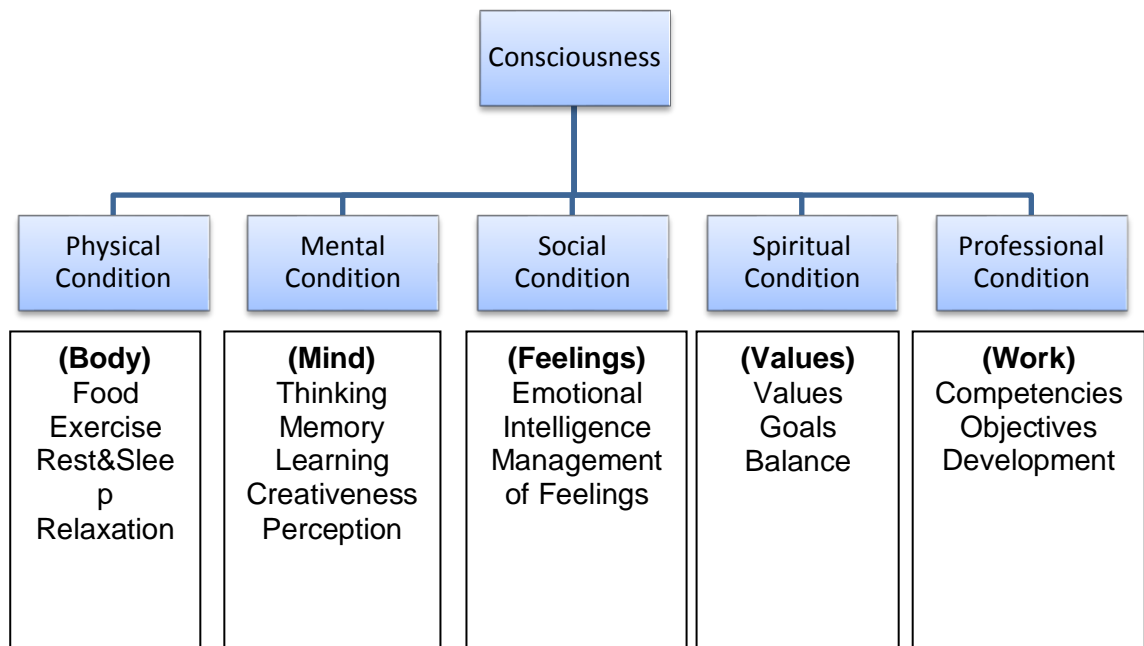 Consciousness
Physical
Condition
Mental
Condition
Social
Condition
Spiritual
Condition
Professional
Condition
(Body)
Food
Exercise
Rest&Slee
p
Relaxation
(Mind)
Thinking
Memory
Learning
Creativeness
Perception
(Feelings)
Emotional
Intelligence
Management
of Feelings
(Values)
Values
Goals
Balance
(Work)
Competencies
Objectives
Development